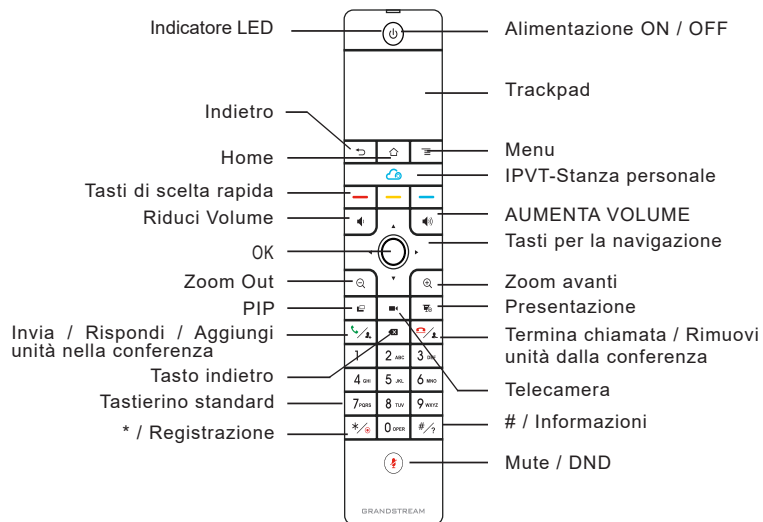 Indicatore LED
Alimentazione ON / OFF
Trackpad
Indietro
Home
Menu
IPVT-Stanza personale
Tasti di scelta rapida
Riduci Volume
AUMENTA VOLUME
Tasti per la navigazione
OK
Zoom Out
Zoom avanti
PIP
Presentazione
Invia / Rispondi / Aggiungi
unità nella conferenza
Termina chiamata / Rimuovi
unità dalla conferenza
Tasto indietro
Telecamera
Tastierino standard
* / Registrazione
# / Informazioni
Mute / DND
1 2 ABC 3 DEF
4 GHI 5 JKL 6 MNO
7 PQRS 8 TUV 9 WXYZ
* 0 OPER # / ?
GRANDSTREAM